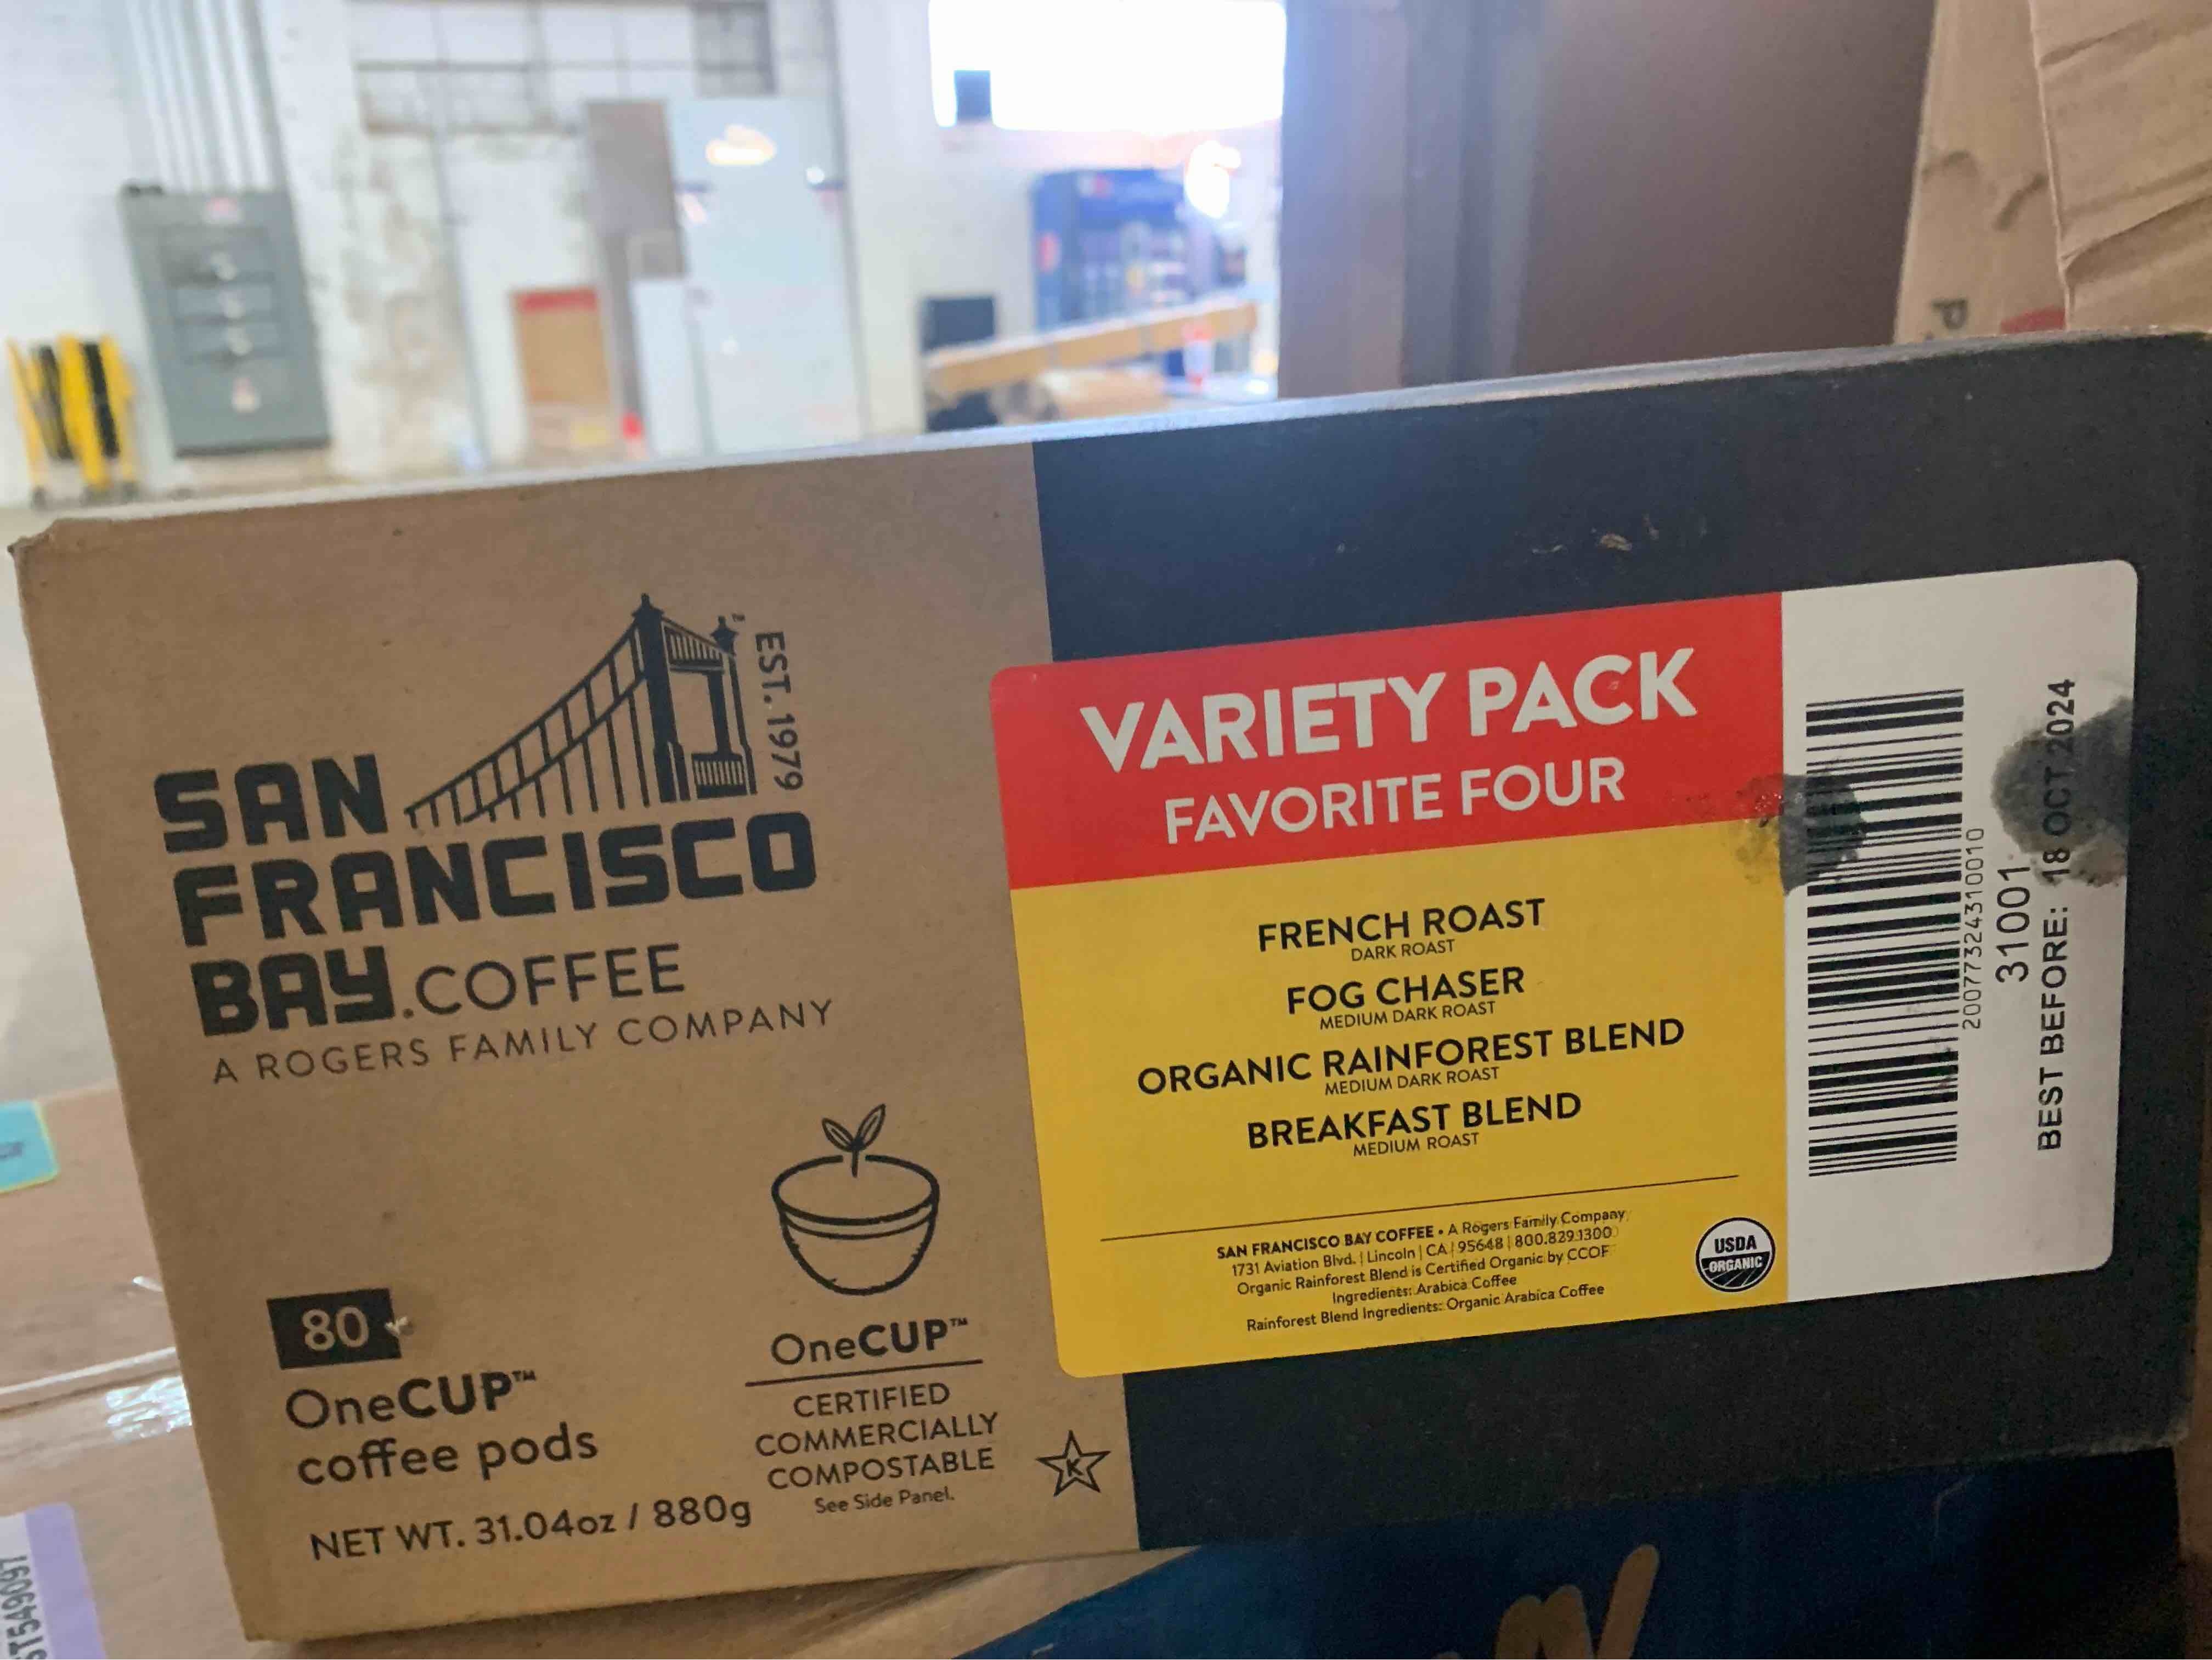 SAN
FRANCISCO
BAY.COFFEE
A ROGERS FAMILY COMPANY
EST. 1979
80
OneCUP™
coffee pods
NET WT. 31.04oz / 880g
OneCUP™
CERTIFIED
COMMERCIALLY
COMPOSTABLE
See Side Panel.
K
VARIETY PACK
FAVORITE FOUR
FRENCH ROAST
DARK ROAST
FOG CHASER
MEDIUM DARK ROAST
ORGANIC RAINFOREST BLEND
MEDIUM DARK ROAST
BREAKFAST BLEND
MEDIUM ROAST
SAN FRANCISCO BAY COFFEE • A Rogers Family Company
1731 Aviation Blvd. | Lincoln | CA | 95648 | 800.829.1300
Organic Rainforest Blend is Certified Organic by CCOF
Ingredients: Arabica Coffee
Rainforest Blend Ingredients: Organic Arabica Coffee
USDA
ORGANIC
20077324310010
31001
BEST BEFORE: 18 OCT 2024
P
ST549097